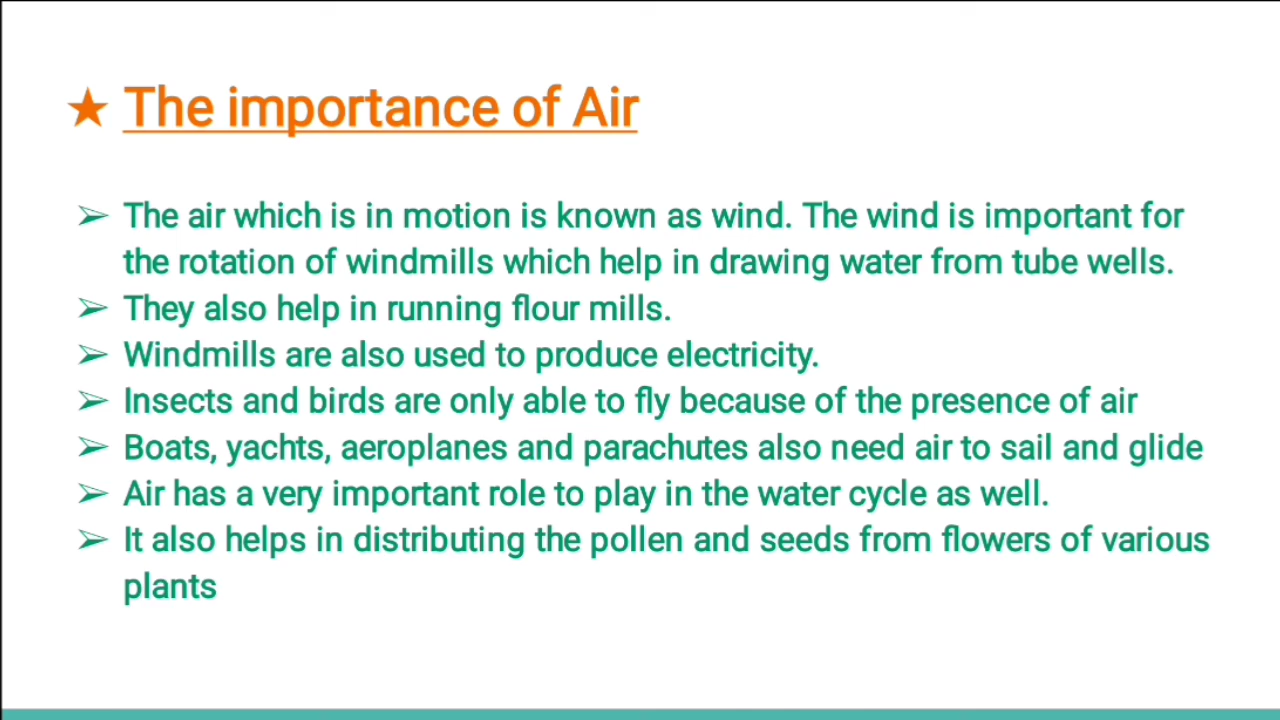 ★ The importance of Air
➢ The air which is in motion is known as wind. The wind is important for
the rotation of windmills which help in drawing water from tube wells.
➢ They also help in running flour mills.
➢ Windmills are also used to produce electricity.
➢ Insects and birds are only able to fly because of the presence of air
➢ Boats, yachts, aeroplanes and parachutes also need air to sail and glide
➢ Air has a very important role to play in the water cycle as well.
➢ It also helps in distributing the pollen and seeds from flowers of various
plants